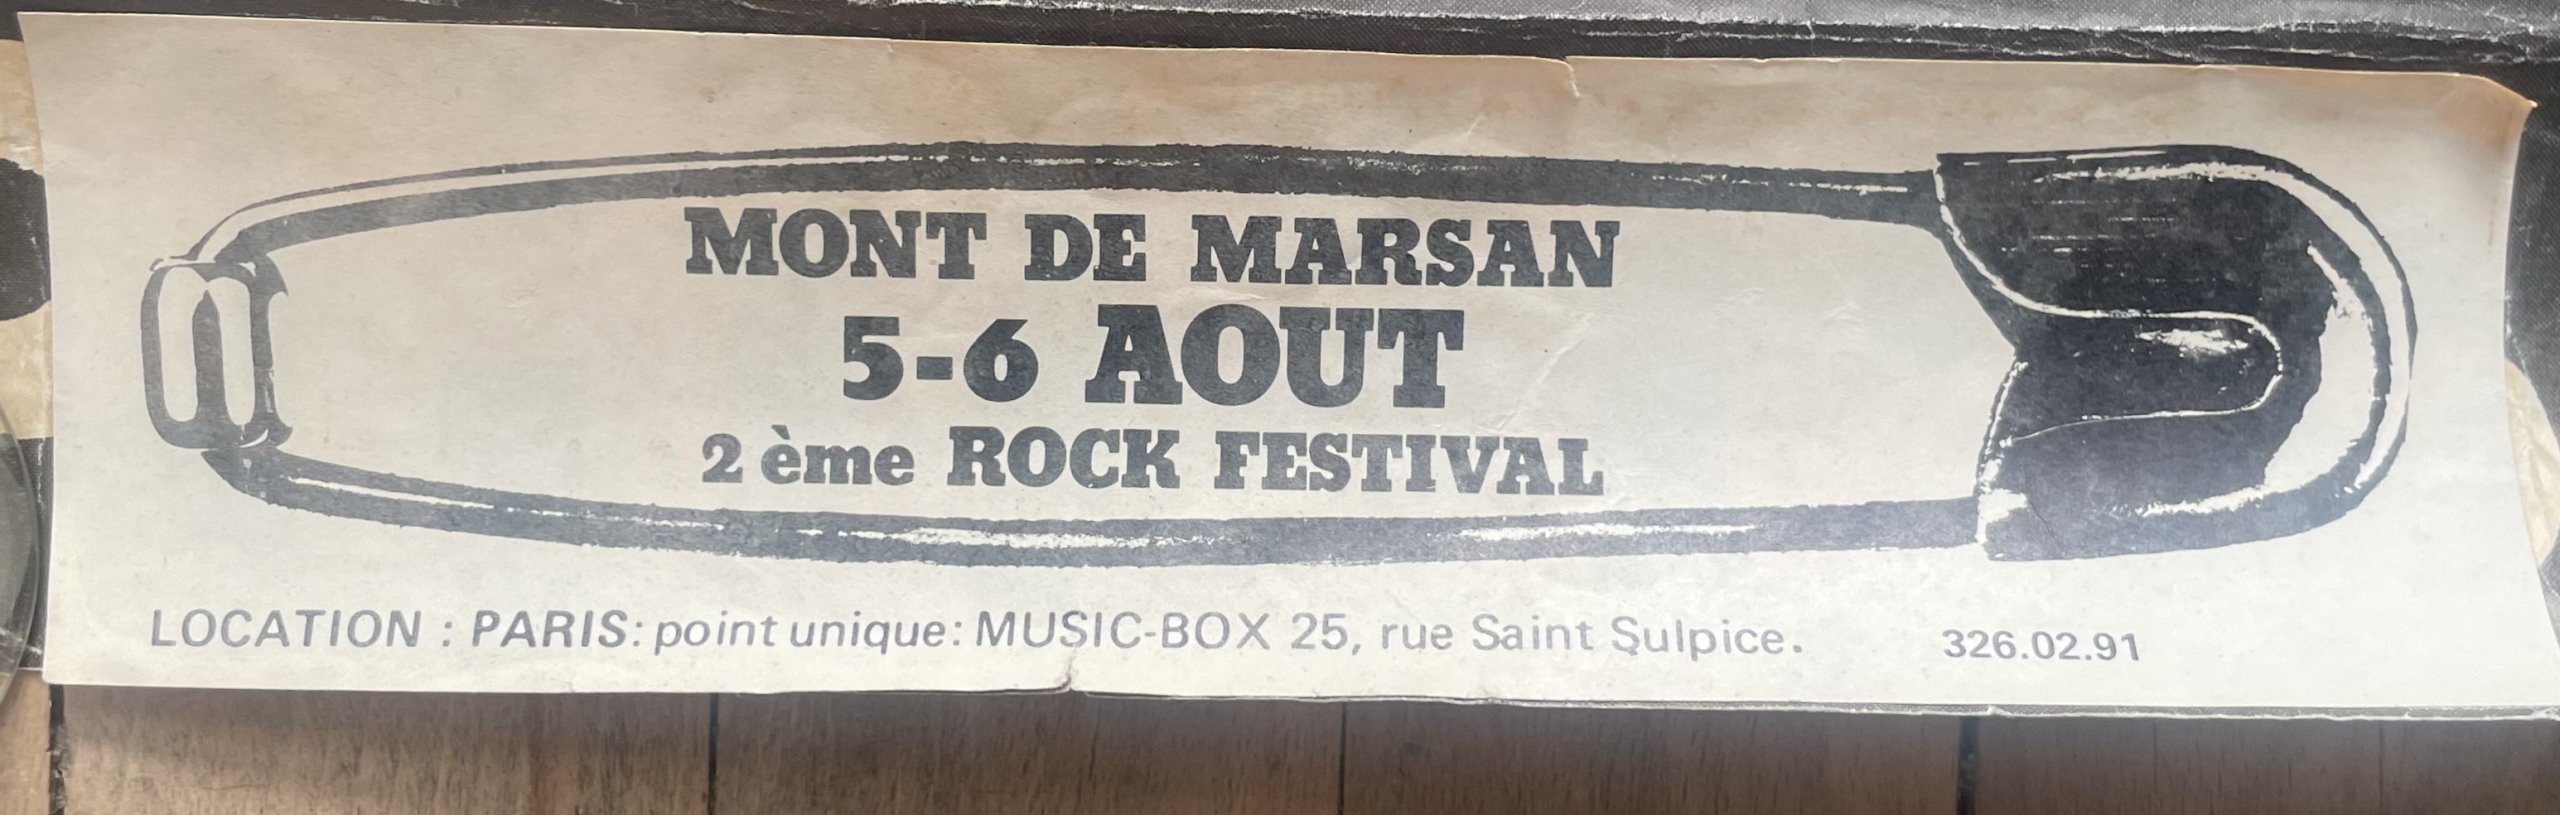 MONT DE MARSAN
5-6 AOUT
2 ème ROCK FESTIVAL
LOCATION : PARIS: point unique: MUSIC-BOX 25, rue Saint Sulpice. 326.02.91